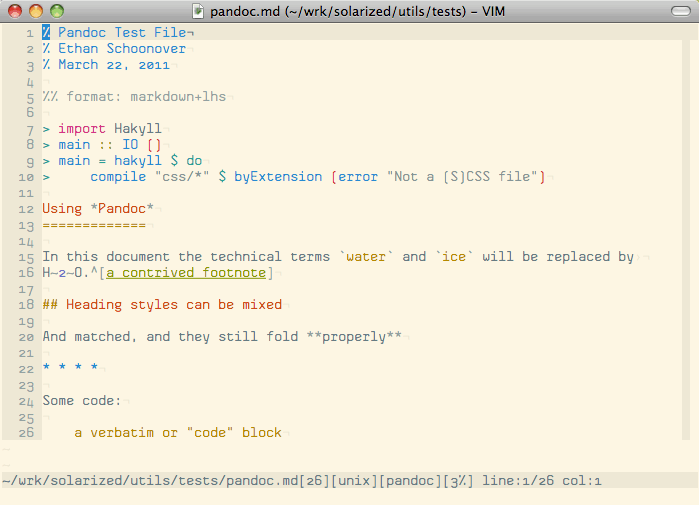 pandoc.md (~/wrk/solarized/utils/tests) – VIM
1 % Pandoc Test File¬
2 % Ethan Schoonover¬
3 % March 22, 2011¬
4 ¬
5 %% format: markdown+lhs¬
6 ¬
7 > import Hakyll¬
8 > main :: IO ()¬
9 > main = hakyll $ do¬
10 >     compile "css/*" $ byExtension (error "Not a (S)CSS file")¬
11 ¬
12 Using *Pandoc*¬
13 =============¬
14 ¬
15 In this document the technical terms `water` and `ice` will be replaced by ¬
16 H~2~O.^[a contrived footnote]¬
17 ¬
18 ## Heading styles can be mixed¬
19 ¬
20 And matched, and they still fold **properly**¬
21 ¬
22 * * * *¬
23 ¬
24 Some code:¬
25 ¬
26     a verbatim or "code" block¬
~/wrk/solarized/utils/tests/pandoc.md[26][unix][pandoc][3%] line:1/26 col:1